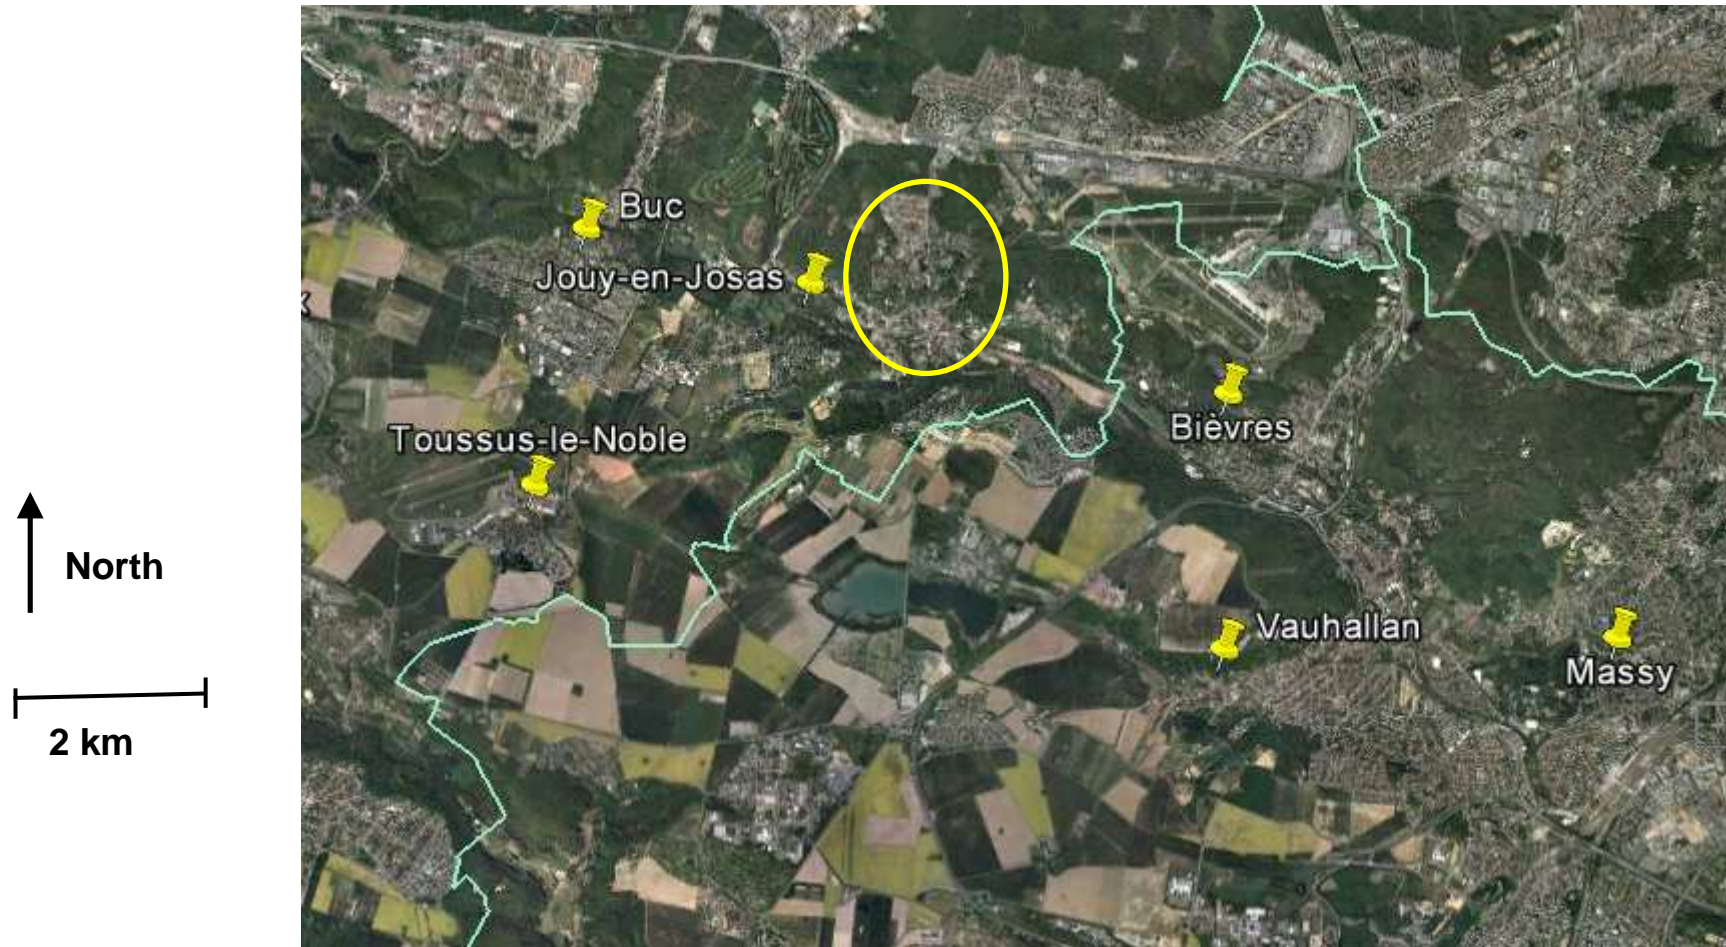 Buc
Jouy-en-Josas
Toussus-le-Noble
Bièvres
North
Vauhallan
Massy
2 km